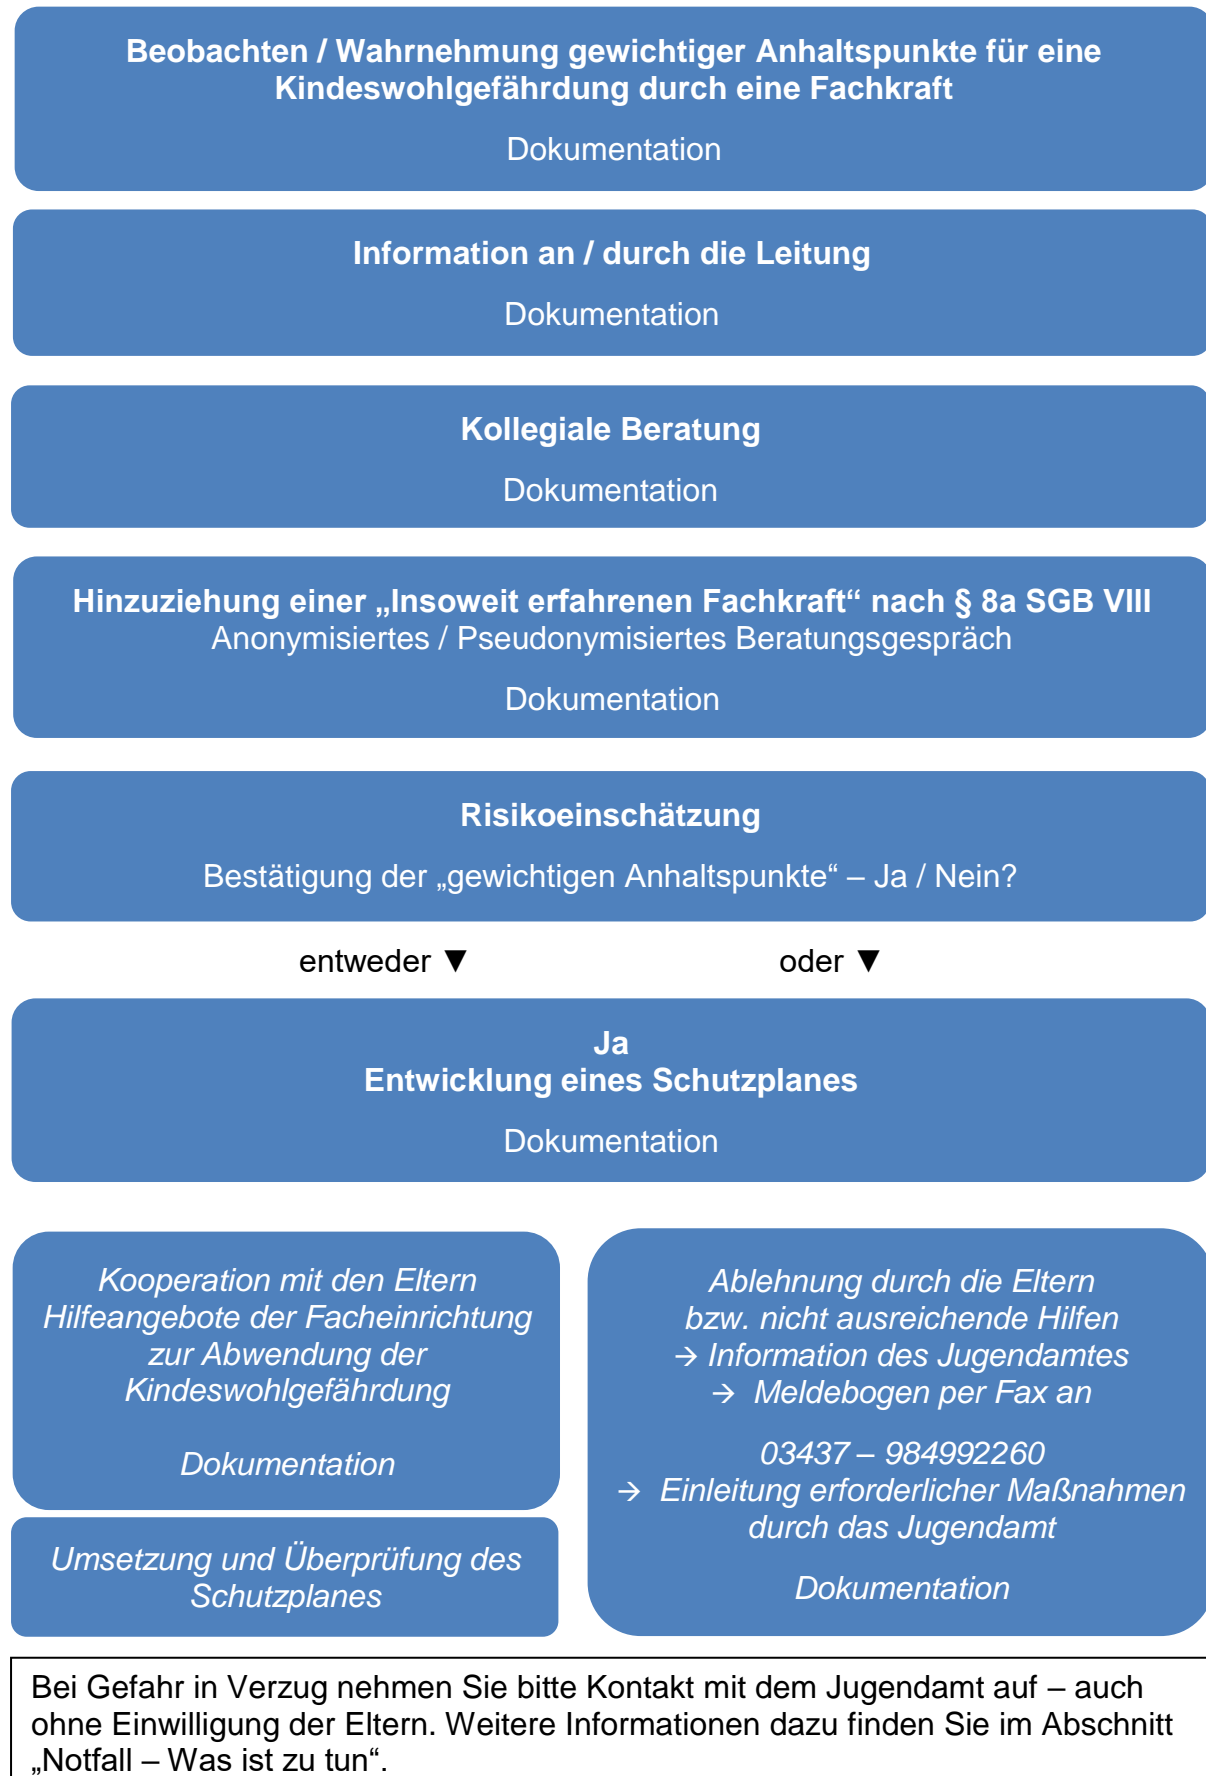 Beobachten / Wahrnehmung gewichtiger Anhaltspunkte für eine
Kindeswohlgefährdung durch eine Fachkraft
Dokumentation
Information an / durch die Leitung
Dokumentation
Kollegiale Beratung
Dokumentation
Hinzuziehung einer „Insoweit erfahrenen Fachkraft“ nach § 8a SGB VIII
Anonymisiertes / Pseudonymisiertes Beratungsgespräch
Dokumentation
Risikoeinschätzung
Bestätigung der „gewichtigen Anhaltspunkte“ – Ja / Nein?
entweder ▼ oder ▼
Ja
Entwicklung eines Schutzplanes
Dokumentation
Kooperation mit den Eltern
Hilfeangebote der Facheinrichtung
zur Abwendung der
Kindeswohlgefährdung
Dokumentation
Umsetzung und Überprüfung des
Schutzplanes
Ablehnung durch die Eltern
bzw. nicht ausreichende Hilfen
→ Information des Jugendamtes
→ Meldebogen per Fax an
03437 – 984992260
→ Einleitung erforderlicher Maßnahmen
durch das Jugendamt
Dokumentation
Bei Gefahr in Verzug nehmen Sie bitte Kontakt mit dem Jugendamt auf – auch
ohne Einwilligung der Eltern. Weitere Informationen dazu finden Sie im Abschnitt
„Notfall – Was ist zu tun“.